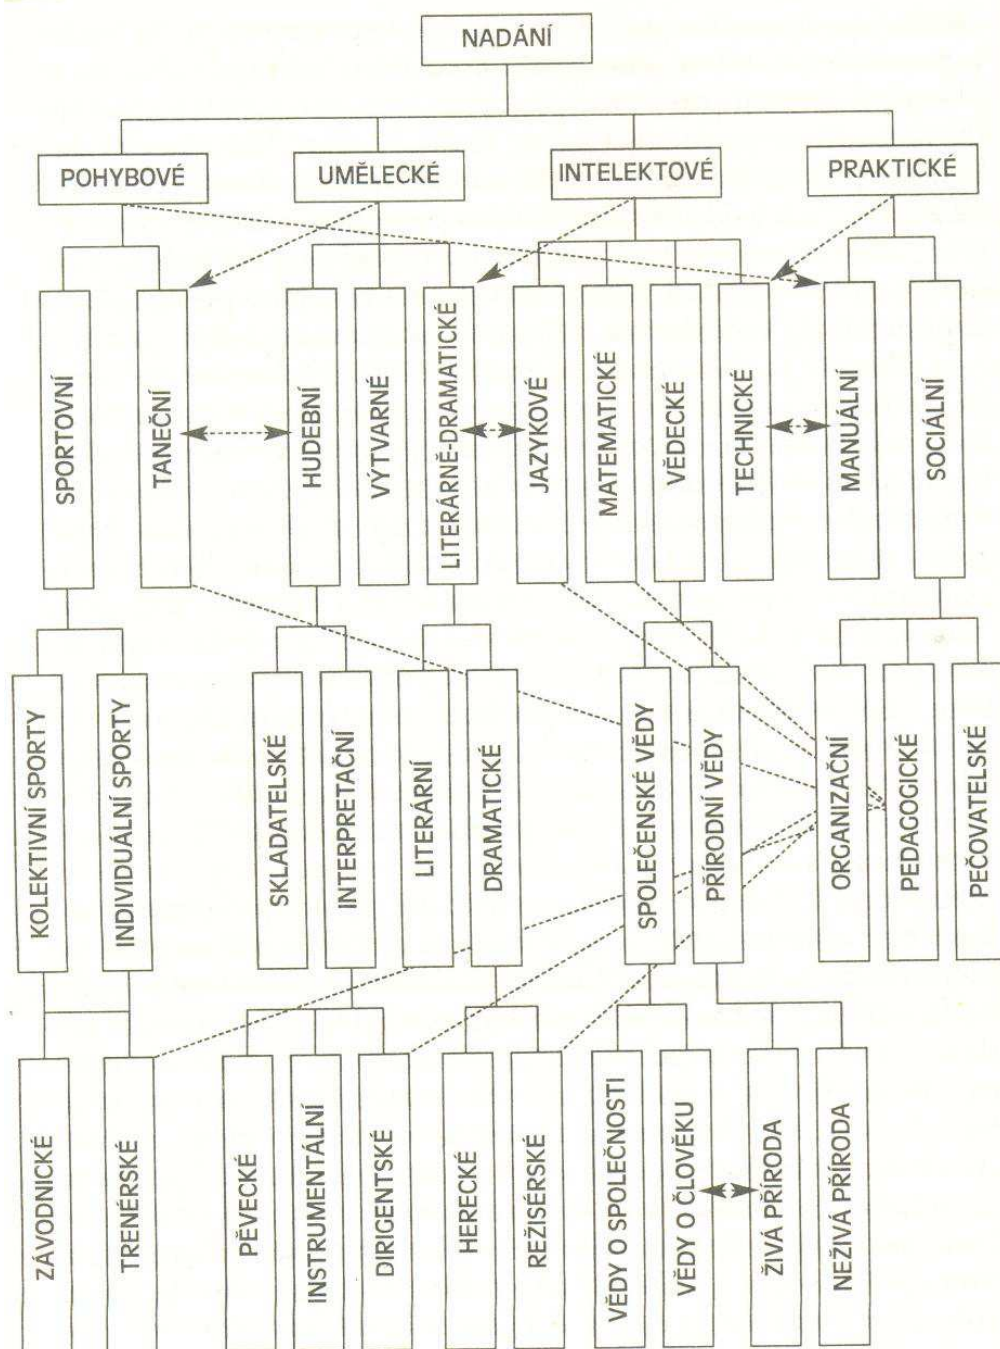 NADÁNÍ
POHYBOVÉ
UMĚLECKÉ
INTELEKTOVÉ
PRAKTICKÉ
SPORTOVNÍ
TANEČNÍ
HUDEBNÍ
VÝTVARNÉ
LITERÁRNĚ-DRAMATICKÉ
JAZYKOVÉ
MATEMATICKÉ
VĚDECKÉ
TECHNICKÉ
MANUÁLNÍ
SOCIÁLNÍ
KOLEKTIVNÍ SPORTY
INDIVIDUÁLNÍ SPORTY
SKLADATELSKÉ
INTERPRETAČNÍ
LITERÁRNÍ
DRAMATICKÉ
SPOLEČENSKÉ VĚDY
PŘÍRODNÍ VĚDY
ORGANIZAČNÍ
PEDAGOGICKÉ
PEČOVATELSKÉ
ZÁVODNICKÉ
TRENÉRSKÉ
PĚVECKÉ
INSTRUMENTÁLNÍ
DIRIGENTSKÉ
HERECKÉ
REŽISÉRSKÉ
VĚDY O SPOLEČNOSTI
VĚDY O ČLOVĚKU
ŽIVÁ PŘÍRODA
NEŽIVÁ PŘÍRODA